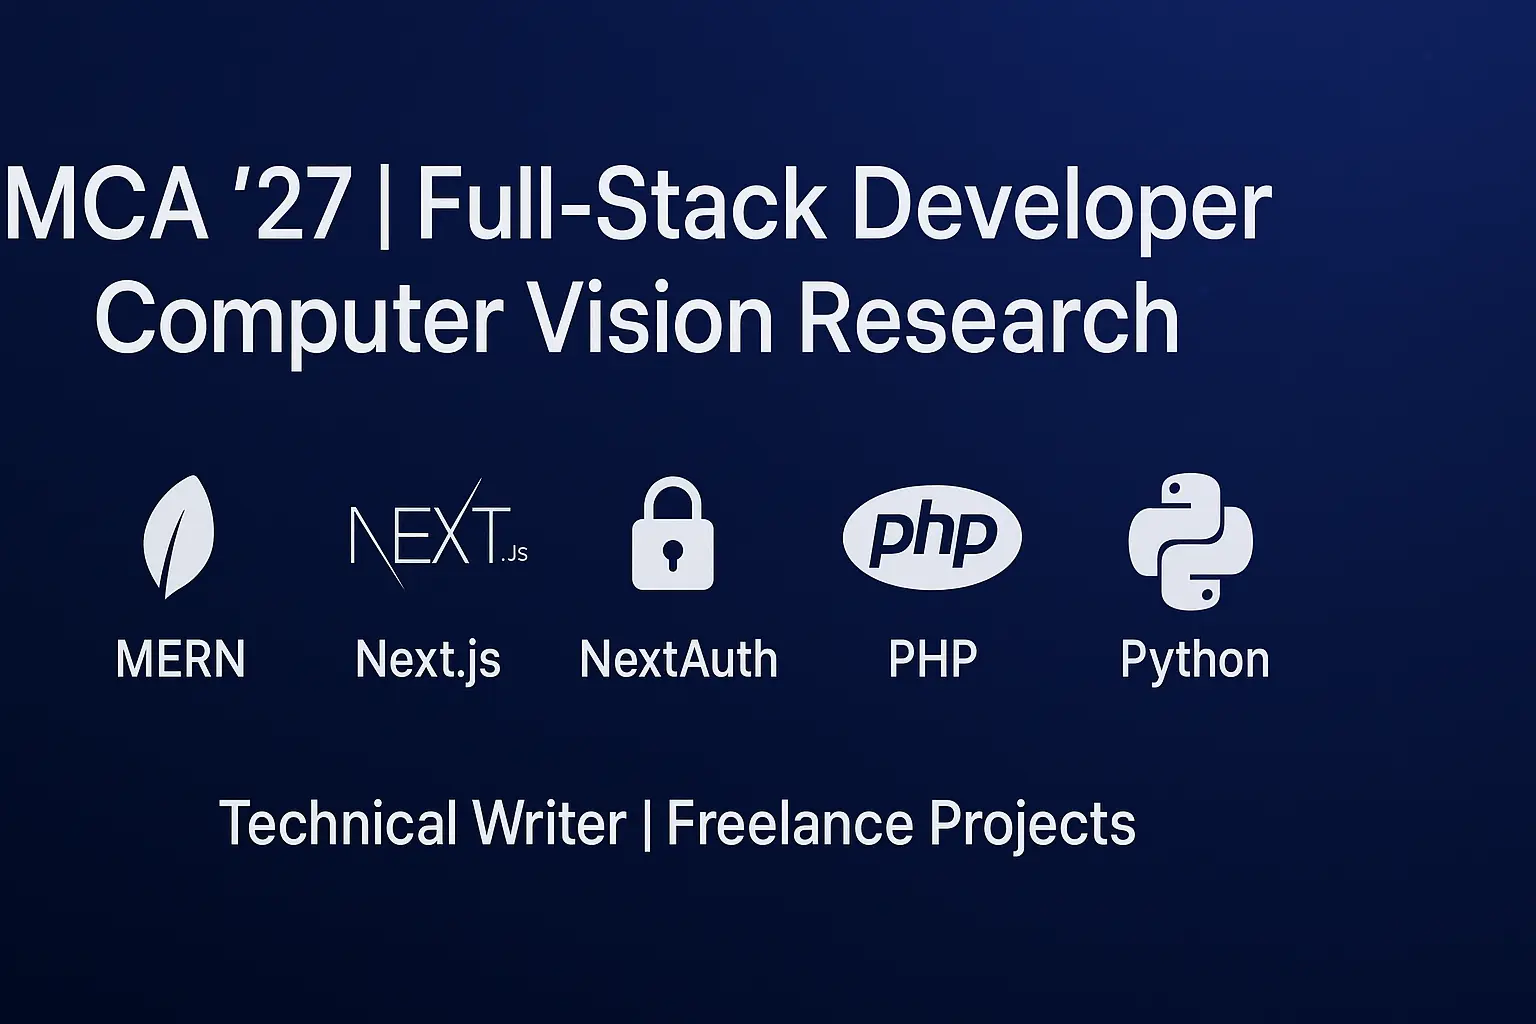 MCA ’27 | Full-Stack Developer
Computer Vision Research
NEXT.Js
php
MERN
Next.js
NextAuth
PHP
Python
Technical Writer | Freelance Projects